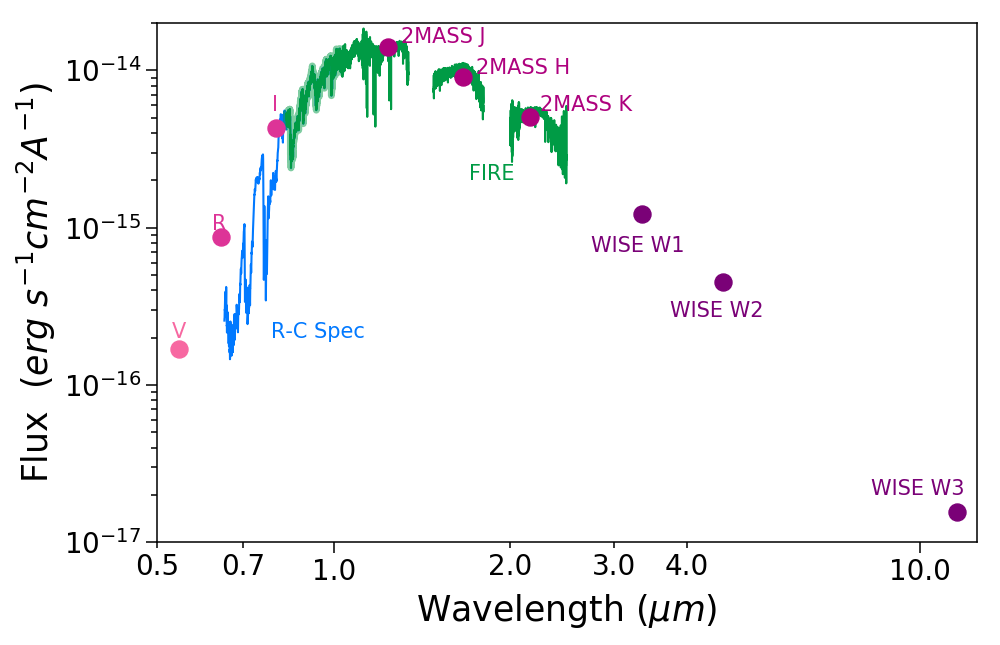 2MASS J
10⁻¹⁴
2MASS H
I
2MASS K
FIRE
R
10⁻¹⁵
WISE W1
WISE W2
V
R-C Spec
10⁻¹⁶
WISE W3
10⁻¹⁷
Flux (erg s⁻¹cm⁻²A⁻¹)
0.5 0.7 1.0 2.0 3.0 4.0 10.0
Wavelength (μm)